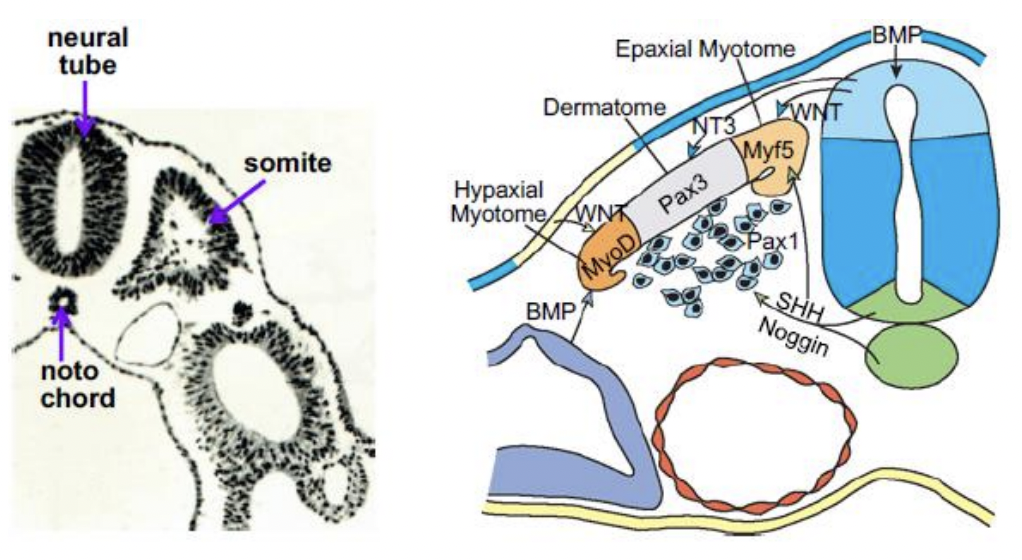 neural
tube
somite
noto
chord
BMP
Epaxial Myotome
WNT
Dermatome
NT3
Myf5
Hypaxial
Myotome
WNT
Pax3
MyoD
Pax1
BMP
SHH
Noggin